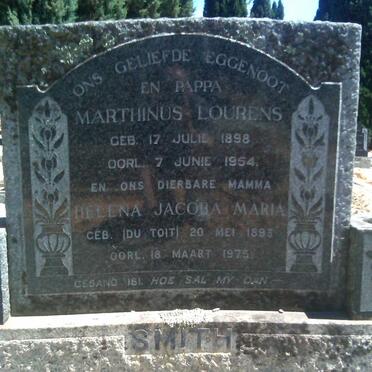 ONS GELIEFDE EGGENOOT
EN PAPPA
MARTHINUS LOURENS
GEB. 17 JULIE 1898
OORL. 7 JUNIE 1954.
EN ONS DIERBARE MAMMA
HELENA JACOBA MARIA
GEB. (DU TOIT) 20 MEI 1893
OORL. 18 MAART 1975
GESANG 161. HOE SAL MY DAN
SMITH